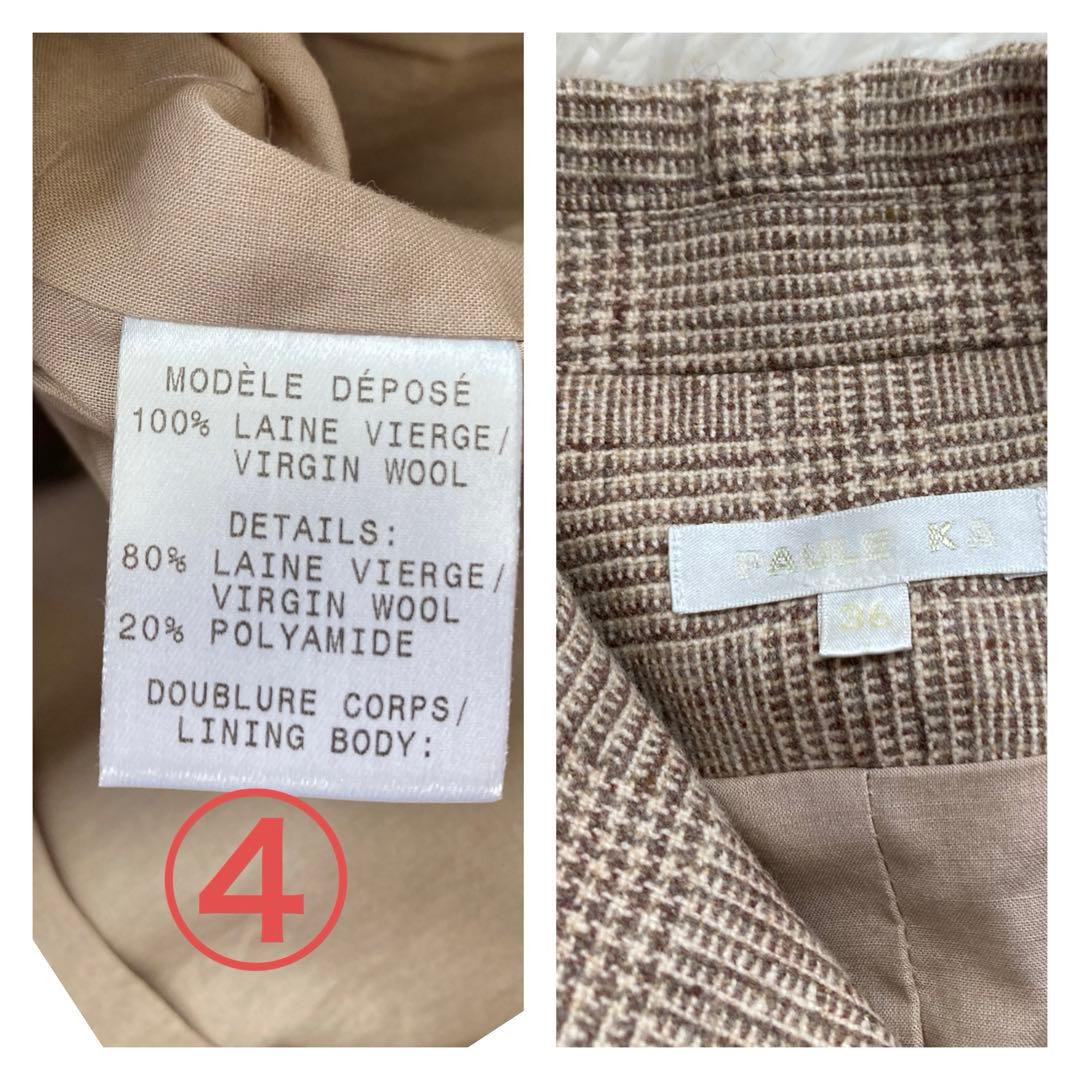 MODÈLE DÉPOSÉ
100% LAINE VIERGE/
VIRGIN WOOL
DETAILS:
80% LAINE VIERGE/
VIRGIN WOOL
20% POLYAMIDE
DOUBLURE CORPS/
LINING BODY:
④
PAULE KA
36